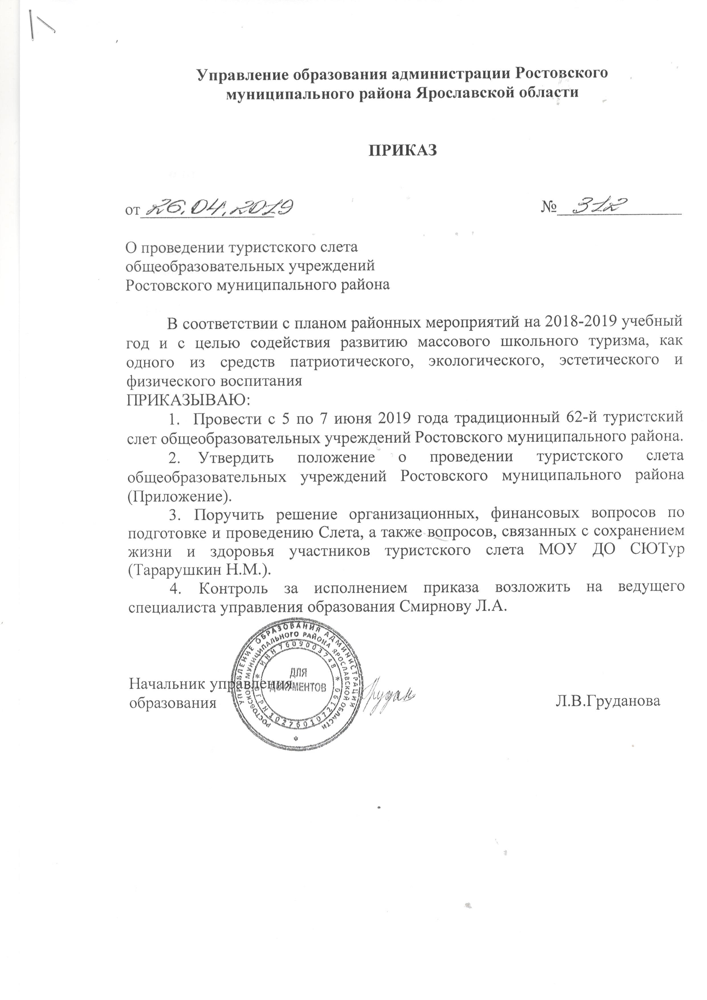 Управление образования администрации Ростовского
муниципального района Ярославской области
ПРИКАЗ
от 26.04.2019 № 312
О проведении туристского слета
общеобразовательных учреждений
Ростовского муниципального района
В соответствии с планом районных мероприятий на 2018-2019 учебный
год и с целью содействия развитию массового школьного туризма, как
одного из средств патриотического, экологического, эстетического и
физического воспитания
ПРИКАЗЫВАЮ:
1. Провести с 5 по 7 июня 2019 года традиционный 62-й туристский
слет общеобразовательных учреждений Ростовского муниципального района.
2. Утвердить положение о проведении туристского слета
общеобразовательных учреждений Ростовского муниципального района
(Приложение).
3. Поручить решение организационных, финансовых вопросов по
подготовке и проведению Слета, а также вопросов, связанных с сохранением
жизни и здоровья участников туристского слета МОУ ДО СЮТур
(Тарарушкин Н.М.).
4. Контроль за исполнением приказа возложить на ведущего
специалиста управления образования Смирнову Л.А.
УПРАВЛЕНИЕ ОБРАЗОВАНИЯ АДМИНИСТРАЦИИ
РОСТОВСКОГО МУНИЦИПАЛЬНОГО РАЙОНА ЯРОСЛАВСКОЙ ОБЛАСТИ
* ИНН 7609003748 * ОГРН 1027601072150
ДЛЯ
ДОКУМЕНТОВ
Начальник управления
образования Л.В.Груданова